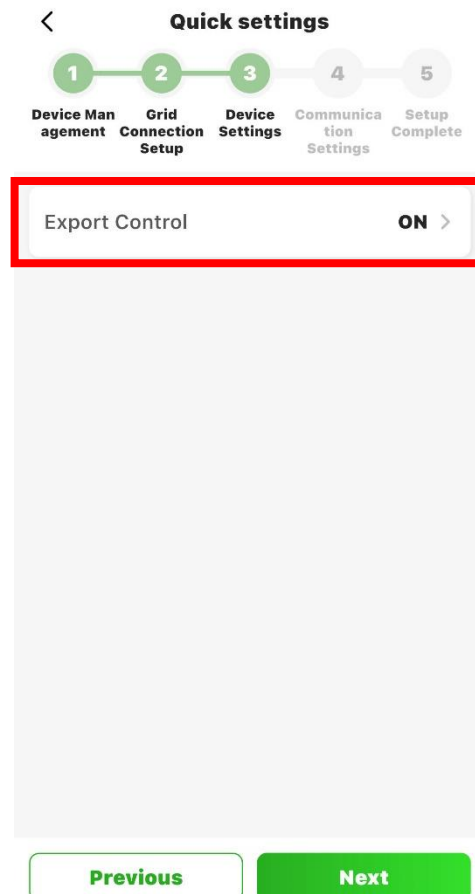 Quick settings
1 2 3 4 5
Device Man
agement
Grid
Connection
Setup
Device
Settings
Communica
tion
Settings
Setup
Complete
Export Control ON
Previous Next